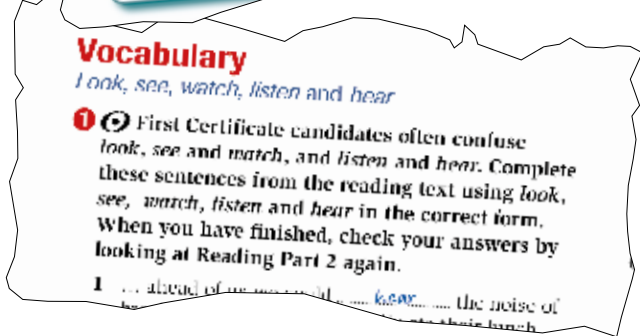 Vocabulary
Look, see, watch, listen and hear
1 First Certificate candidates often confuse
look, see and watch, and listen and hear. Complete
these sentences from the reading text using look,
see, watch, listen and hear in the correct form.
When you have finished, check your answers by
looking at Reading Part 2 again.
1 ... ahead of us we could ..... hear ..... the noise of
their lunch